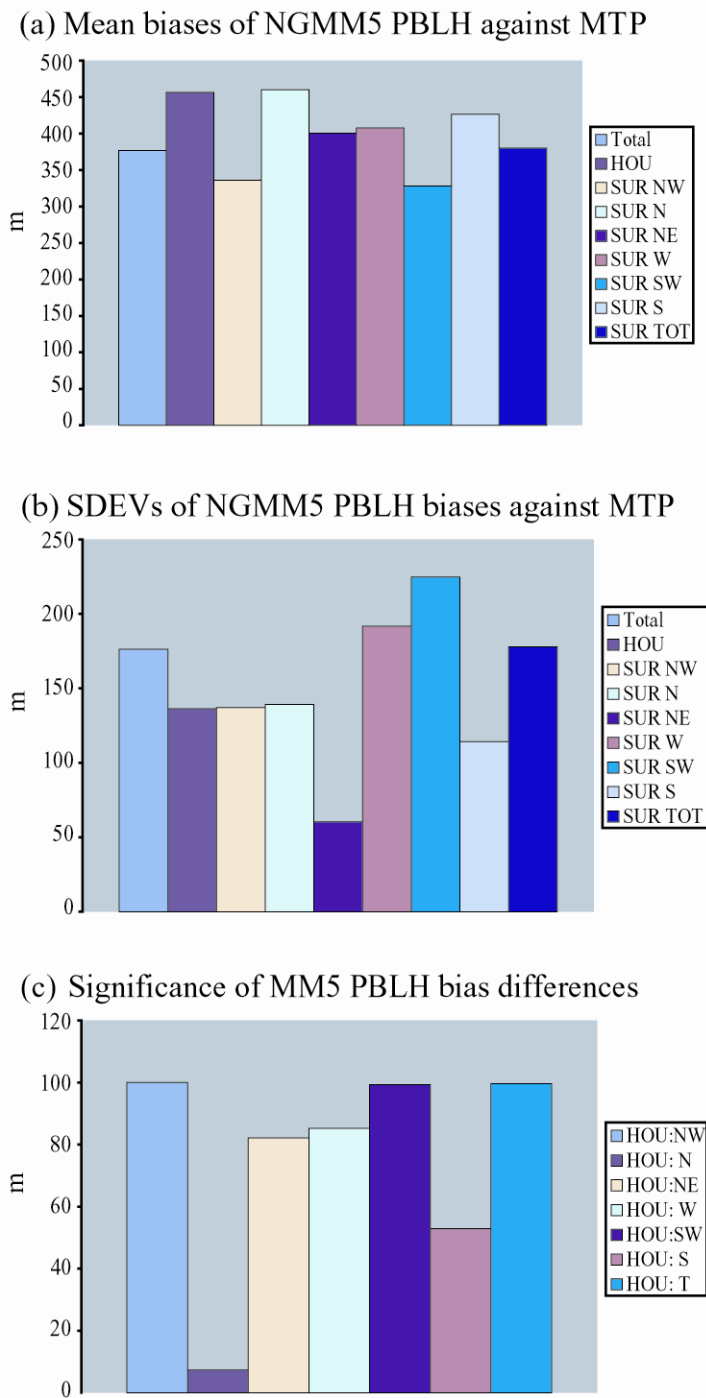 (a) Mean biases of NGMM5 PBLH against MTP
500
450
400
350
300
250
200
150
100
50
0
m
Total
HOU
SUR NW
SUR N
SUR NE
SUR W
SUR SW
SUR S
SUR TOT
(b) SDEVs of NGMM5 PBLH biases against MTP
250
200
150
100
50
0
m
Total
HOU
SUR NW
SUR N
SUR NE
SUR W
SUR SW
SUR S
SUR TOT
(c) Significance of MM5 PBLH bias differences
120
100
80
60
40
20
0
m
HOU:NW
HOU: N
HOU:NE
HOU: W
HOU:SW
HOU: S
HOU: T